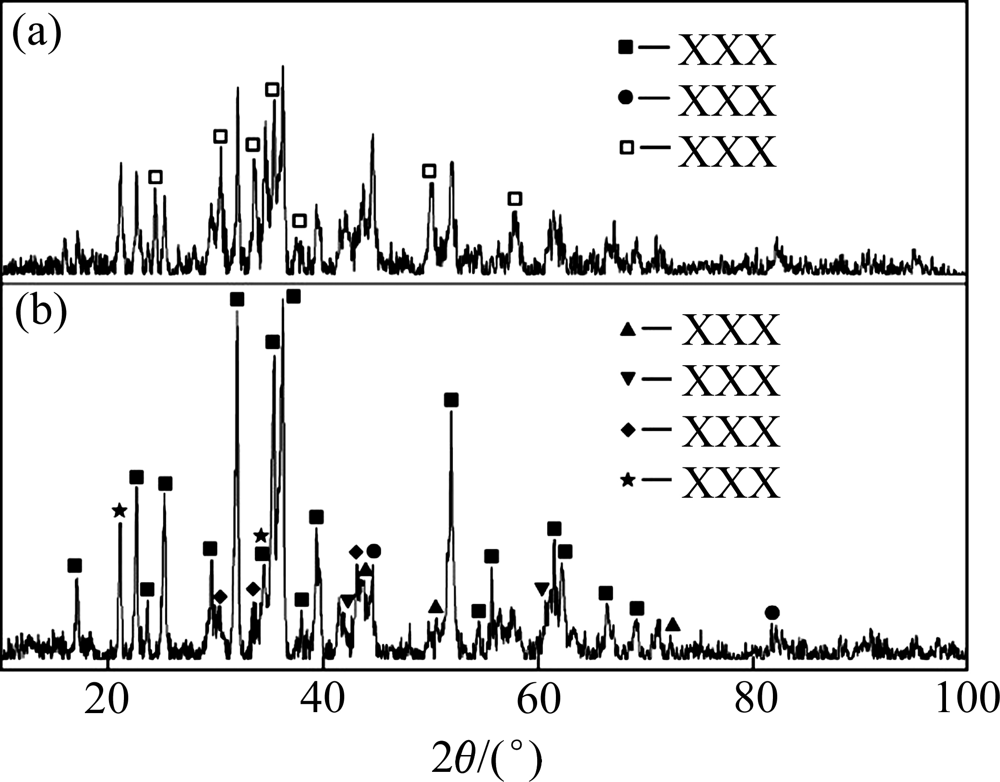 (a)
■—XXX
●—XXX
□—XXX
(b)
▲—XXX
▼—XXX
◆—XXX
★—XXX
20 40 60 80 100
2θ/(°)